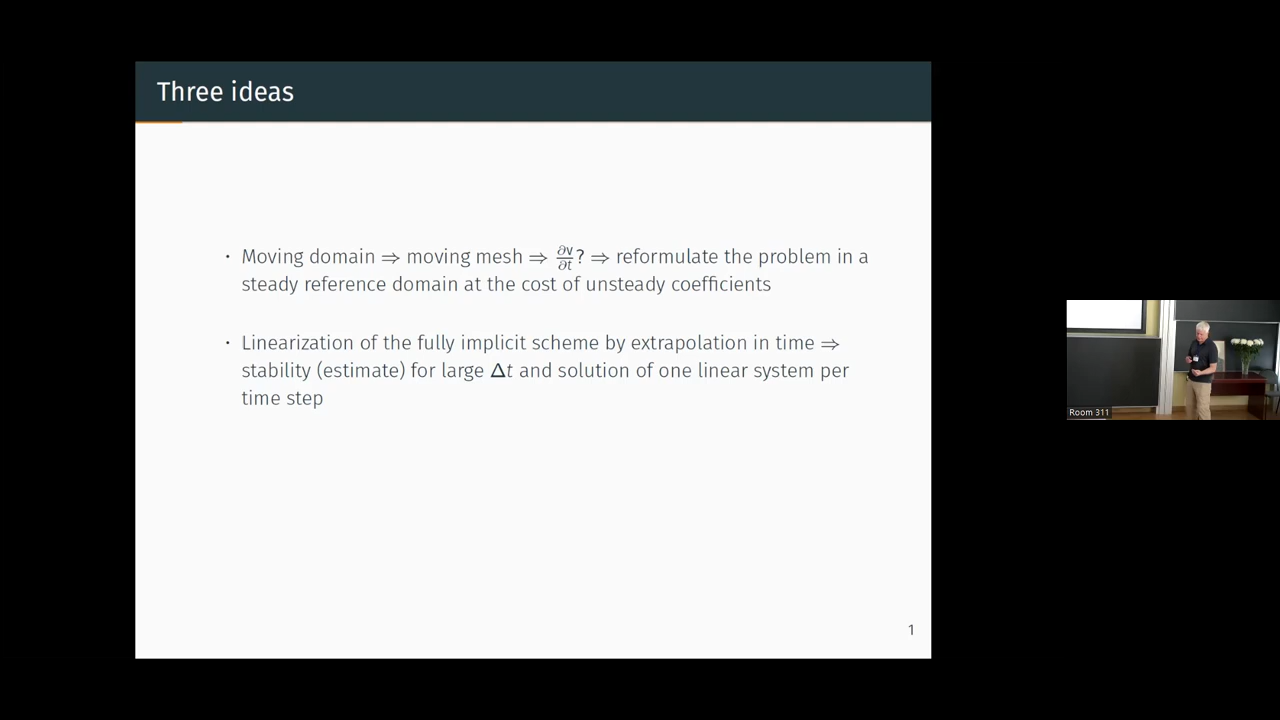 Three ideas
· Moving domain ⇒ moving mesh ⇒ ∂v/∂t? ⇒ reformulate the problem in a
steady reference domain at the cost of unsteady coefficients
· Linearization of the fully implicit scheme by extrapolation in time ⇒
stability (estimate) for large Δt and solution of one linear system per
time step
1
Room 311